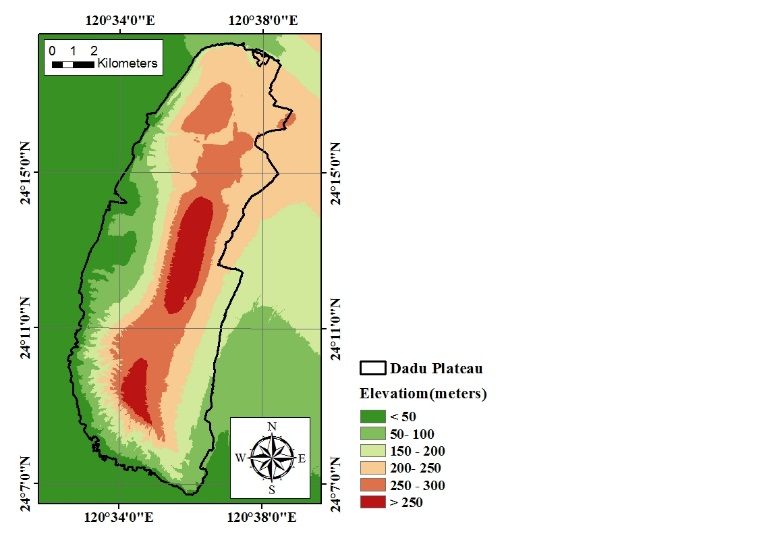 120°34'0"E 120°38'0"E
0 1 2
Kilometers
24°15'0"N 24°15'0"N
24°11'0"N 24°11'0"N
Dadu Plateau
Elevatiom(meters)
< 50
50- 100
150 - 200
200- 250
250 - 300
> 250
N
W E
S
24°7'0"N 24°7'0"N
120°34'0"E 120°38'0"E